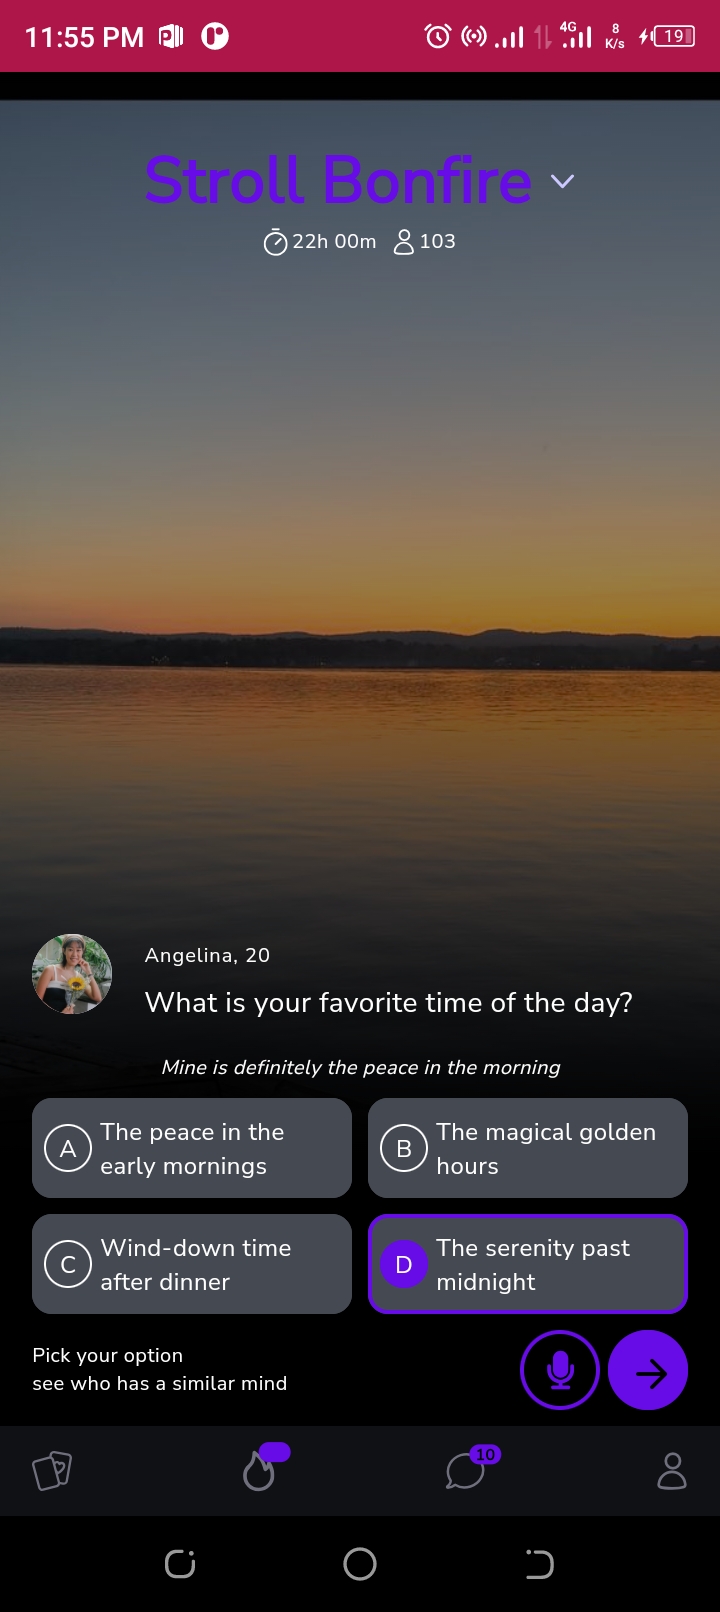 11:55 PM
4G
8
K/s
19
Stroll Bonfire
22h 00m 103
Angelina, 20
What is your favorite time of the day?
Mine is definitely the peace in the morning
A
The peace in the
early mornings
B
The magical golden
hours
C
Wind-down time
after dinner
D
The serenity past
midnight
Pick your option
see who has a similar mind
10